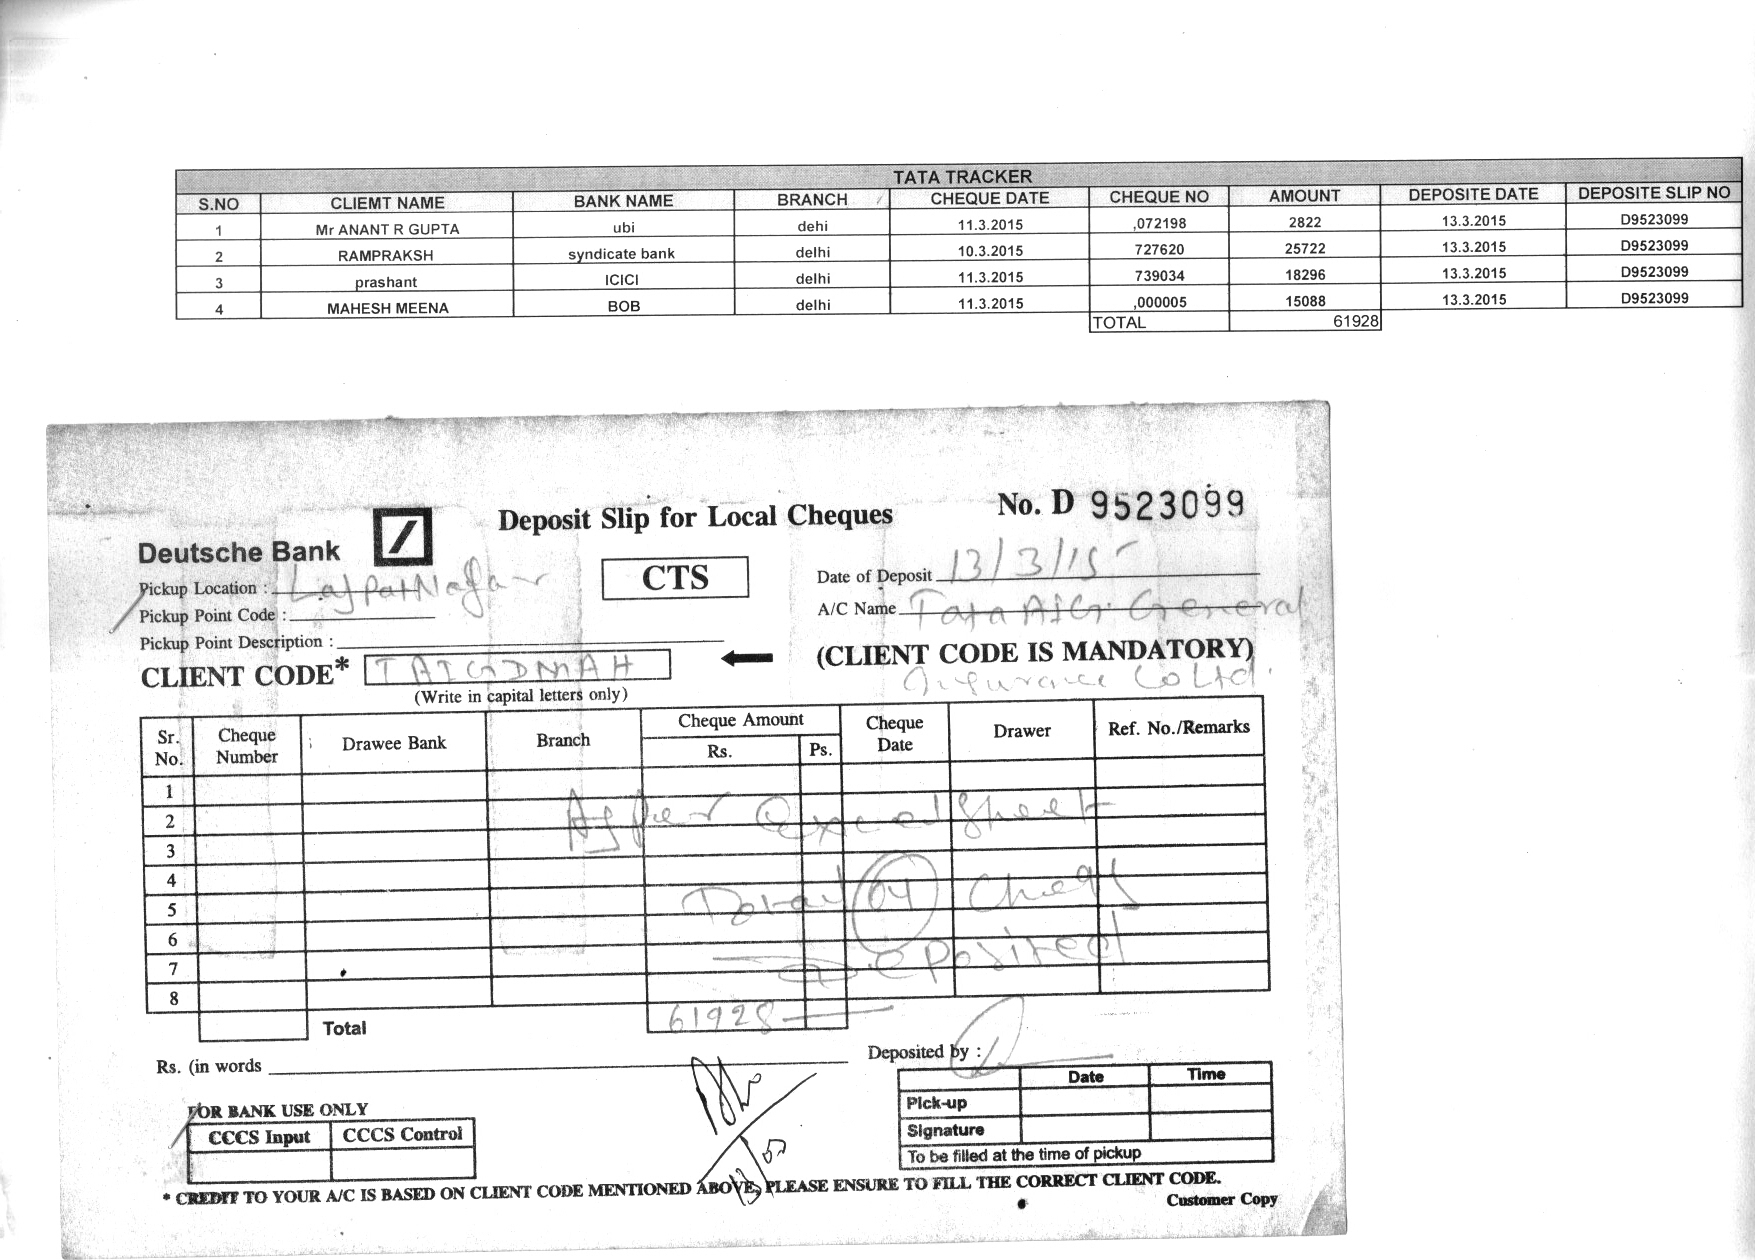 TATA TRACKER
S.NO CLIEMT NAME BANK NAME BRANCH CHEQUE DATE CHEQUE NO AMOUNT DEPOSITE DATE DEPOSITE SLIP NO
1 Mr ANANT R GUPTA ubi dehi 11.3.2015 ,072198 2822 13.3.2015 D9523099
2 RAMPRAKSH syndicate bank delhi 10.3.2015 727620 25722 13.3.2015 D9523099
3 prashant ICICI delhi 11.3.2015 739034 18296 13.3.2015 D9523099
4 MAHESH MEENA BOB delhi 11.3.2015 ,000005 15088 13.3.2015 D9523099
TOTAL 61928
Deposit Slip for Local Cheques No. D 9523099
Deutsche Bank
CTS
Pickup Location : LajpatNagar Date of Deposit 13/3/15
Pickup Point Code : A/C Name Tata AIG General
Pickup Point Description :
CLIENT CODE* TAIGDMAH (CLIENT CODE IS MANDATORY)
Insurance Co Ltd.
(Write in capital letters only)
Sr. No. Cheque Number Drawee Bank Branch Cheque Amount Rs. Ps. Cheque Date Drawer Ref. No./Remarks
1
2 As per Excel Sheet
3
4
5 Total 04 Cheqs
6
7 Deposited
8
Total 61928
Rs. (in words Deposited by :
Date Time
Pick-up
Signature
To be filled at the time of pickup
FOR BANK USE ONLY
CCCS Input CCCS Control
* CREDIT TO YOUR A/C IS BASED ON CLIENT CODE MENTIONED ABOVE, PLEASE ENSURE TO FILL THE CORRECT CLIENT CODE.
Customer Copy